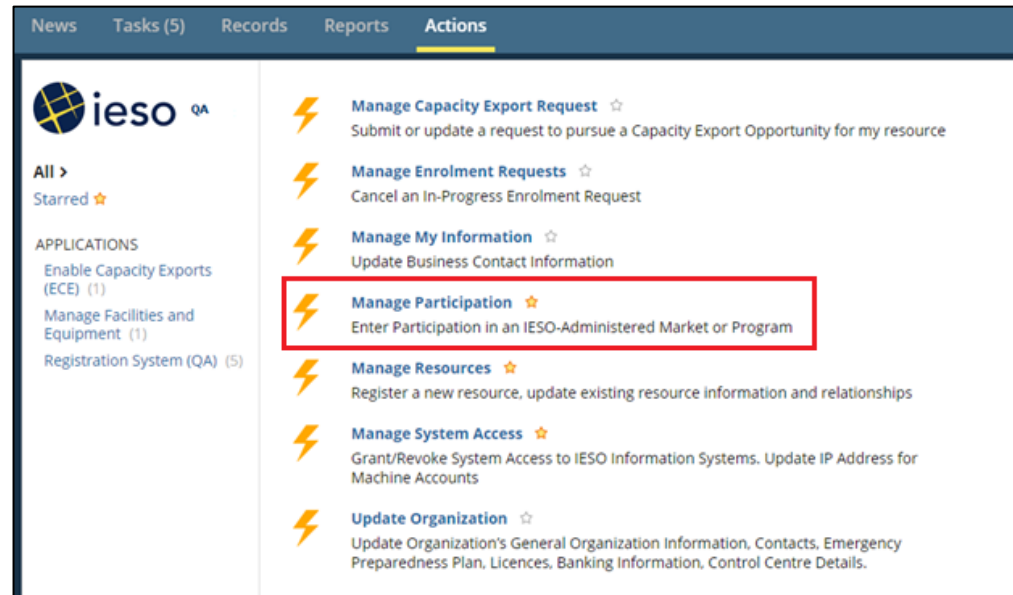 News Tasks (5) Records Reports Actions
ieso QA
All >
Starred
APPLICATIONS
Enable Capacity Exports
(ECE) (1)
Manage Facilities and
Equipment (1)
Registration System (QA) (5)
Manage Capacity Export Request
Submit or update a request to pursue a Capacity Export Opportunity for my resource
Manage Enrolment Requests
Cancel an In-Progress Enrolment Request
Manage My Information
Update Business Contact Information
Manage Participation
Enter Participation in an IESO-Administered Market or Program
Manage Resources
Register a new resource, update existing resource information and relationships
Manage System Access
Grant/Revoke System Access to IESO Information Systems. Update IP Address for
Machine Accounts
Update Organization
Update Organization's General Organization Information, Contacts, Emergency
Preparedness Plan, Licences, Banking Information, Control Centre Details.